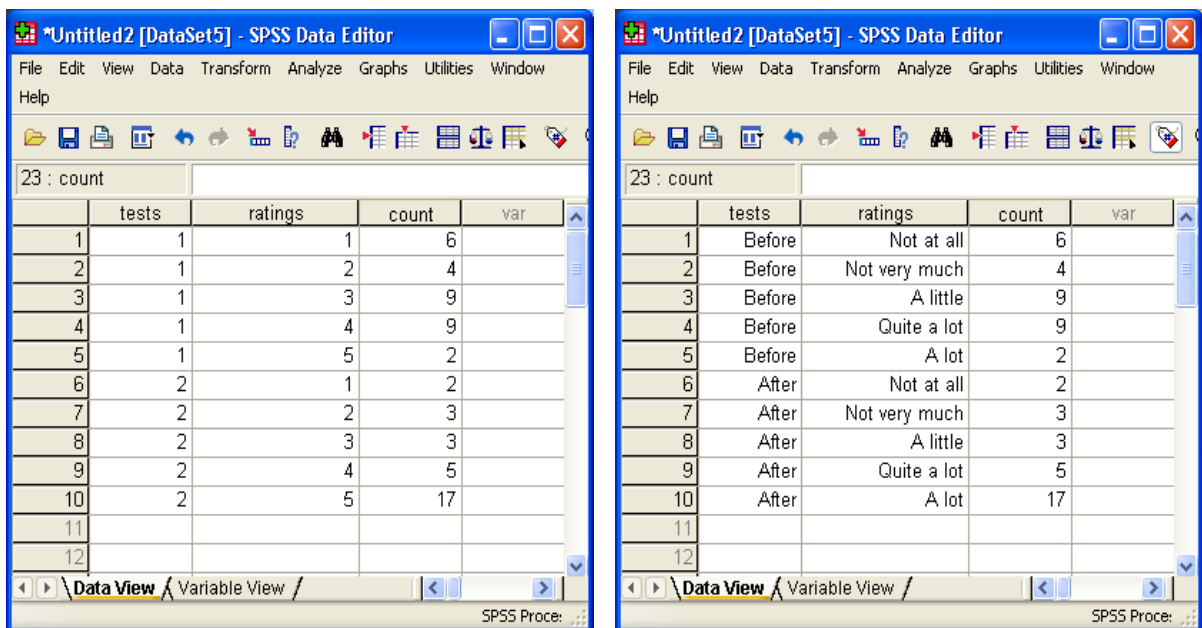 *Untitled2 [DataSet5] - SPSS Data Editor
File Edit View Data Transform Analyze Graphs Utilities Window
Help
23 : count
tests ratings count var
1 1 1 6
2 1 2 4
3 1 3 9
4 1 4 9
5 1 5 2
6 2 1 2
7 2 2 3
8 2 3 3
9 2 4 5
10 2 5 17
11
12
Data View Variable View
SPSS Proce
*Untitled2 [DataSet5] - SPSS Data Editor
File Edit View Data Transform Analyze Graphs Utilities Window
Help
23 : count
tests ratings count var
1 Before Not at all 6
2 Before Not very much 4
3 Before A little 9
4 Before Quite a lot 9
5 Before A lot 2
6 After Not at all 2
7 After Not very much 3
8 After A little 3
9 After Quite a lot 5
10 After A lot 17
11
12
Data View Variable View
SPSS Proce